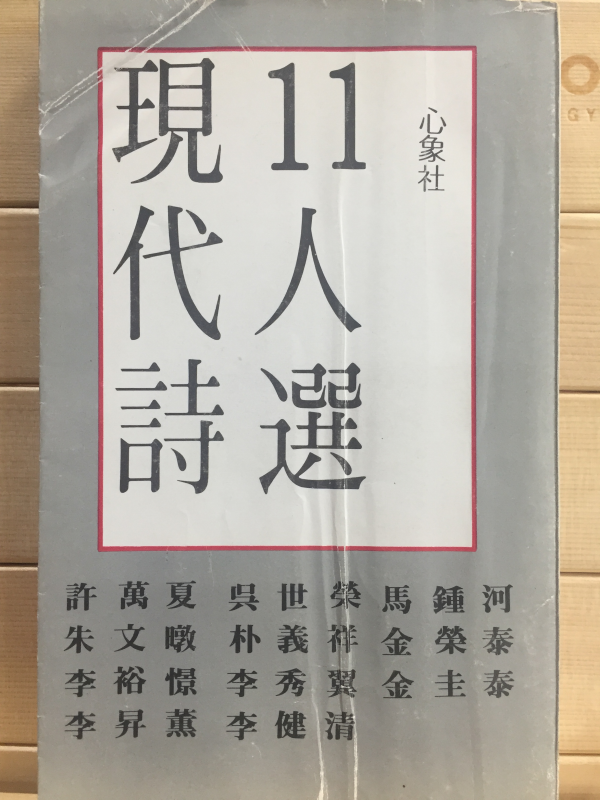 心象社
11人選
現代詩
許萬夏 吳世榮 馬鍾河
朱文暾 朴義祥 金榮泰
李裕憬 李秀翼 金圭泰
李昇薰 李健清